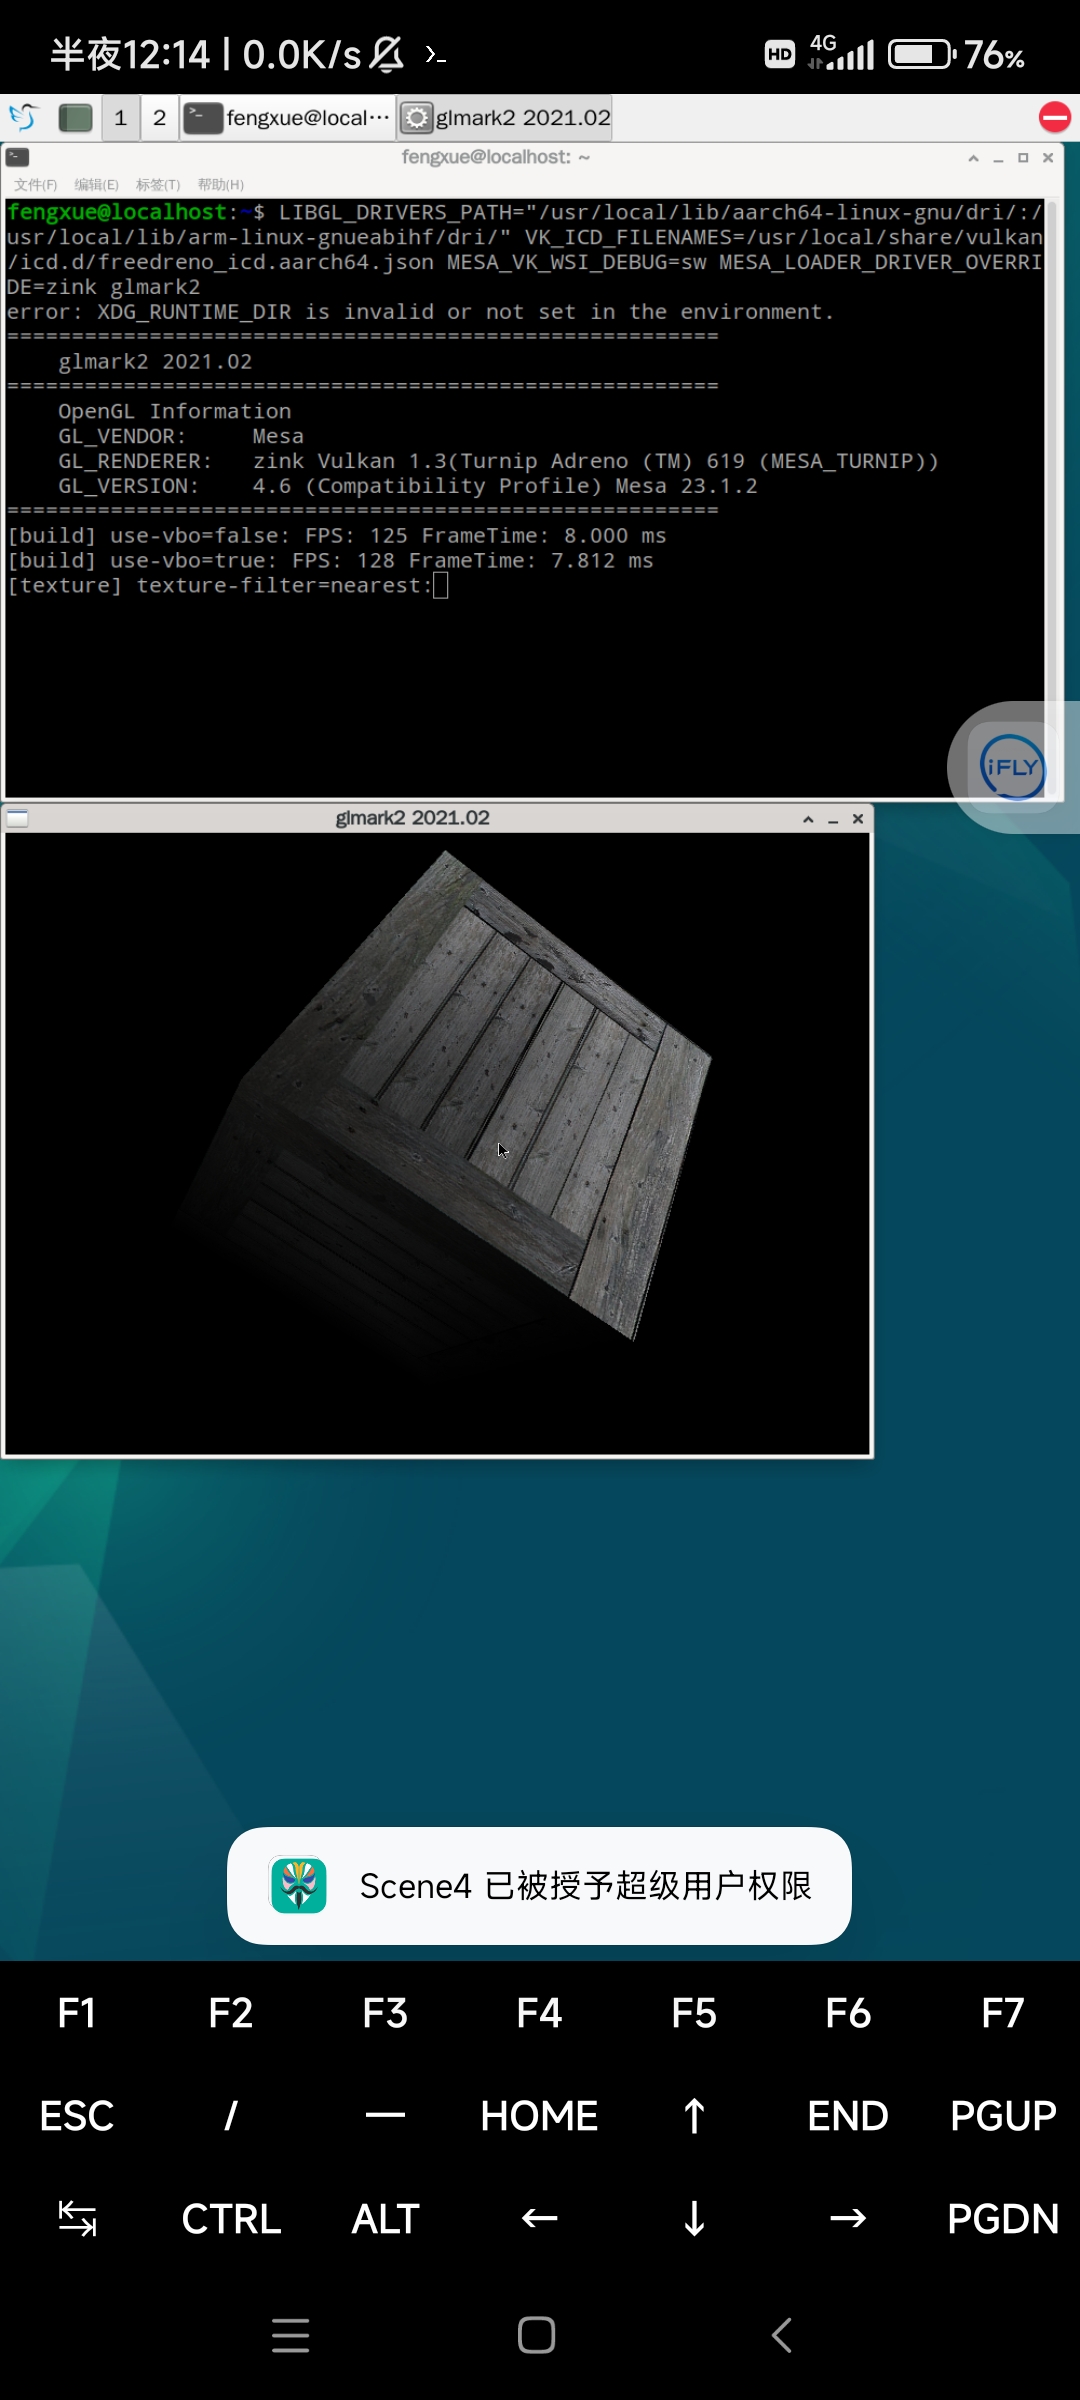 半夜12:14 | 0.0K/s
HD 4G 76%
1 2 fengxue@local··· glmark2 2021.02
fengxue@localhost: ~
文件(F) 编辑(E) 标签(T) 帮助(H)
fengxue@localhost:~$ LIBGL_DRIVERS_PATH="/usr/local/lib/aarch64-linux-gnu/dri/:/
usr/local/lib/arm-linux-gnueabihf/dri/" VK_ICD_FILENAMES=/usr/local/share/vulkan
/icd.d/freedreno_icd.aarch64.json MESA_VK_WSI_DEBUG=sw MESA_LOADER_DRIVER_OVERRI
DE=zink glmark2
error: XDG_RUNTIME_DIR is invalid or not set in the environment.
=======================================================
glmark2 2021.02
=======================================================
OpenGL Information
GL_VENDOR: Mesa
GL_RENDERER: zink Vulkan 1.3(Turnip Adreno (TM) 619 (MESA_TURNIP))
GL_VERSION: 4.6 (Compatibility Profile) Mesa 23.1.2
=======================================================
[build] use-vbo=false: FPS: 125 FrameTime: 8.000 ms
[build] use-vbo=true: FPS: 128 FrameTime: 7.812 ms
[texture] texture-filter=nearest:
iFLY
glmark2 2021.02
Scene4 已被授予超级用户权限
F1 F2 F3 F4 F5 F6 F7
ESC / — HOME ↑ END PGUP
↹ CTRL ALT ← ↓ → PGDN